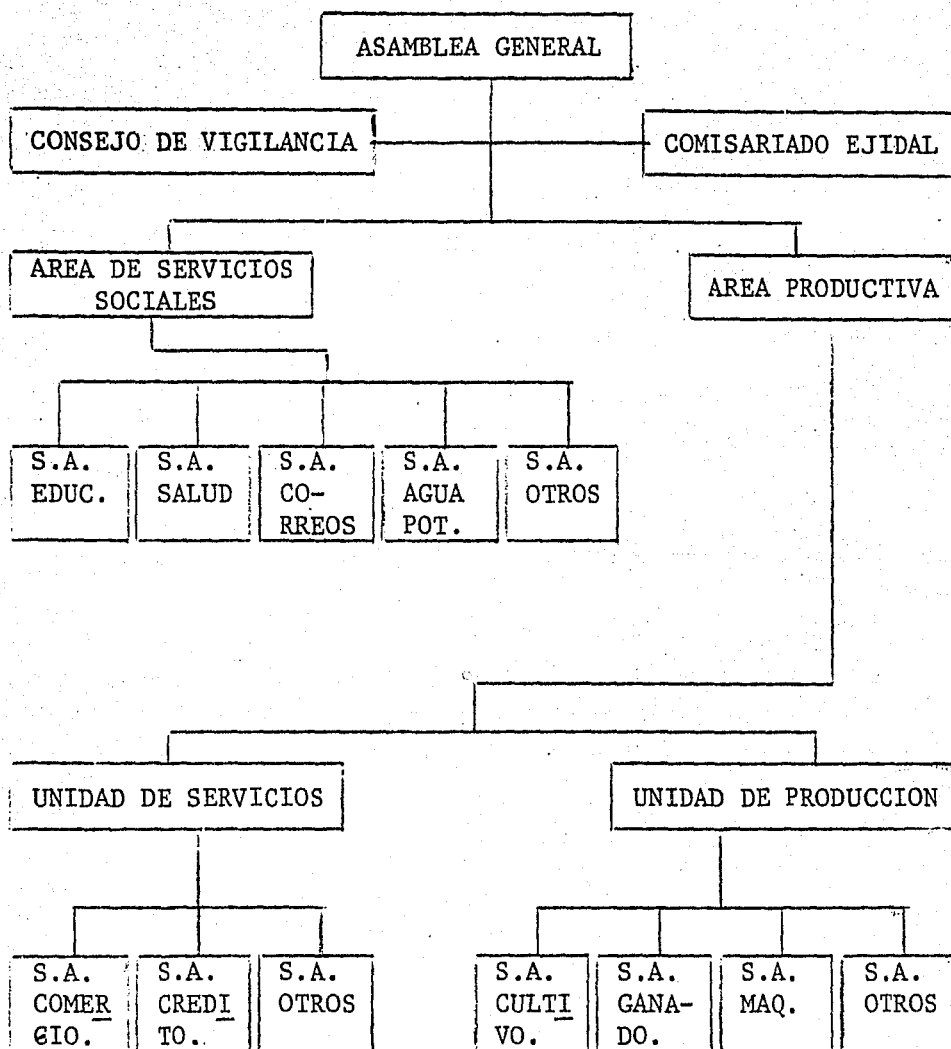 ASAMBLEA GENERAL
CONSEJO DE VIGILANCIA
COMISARIADO EJIDAL
AREA DE SERVICIOS
SOCIALES
AREA PRODUCTIVA
S.A.
EDUC.
S.A.
SALUD
S.A.
CO-
RREOS
S.A.
AGUA
POT.
S.A.
OTROS
UNIDAD DE SERVICIOS
UNIDAD DE PRODUCCION
S.A.
COMER
CIO.
S.A.
CREDI
TO.
S.A.
OTROS
S.A.
CULTI
VO.
S.A.
GANA-
DO.
S.A.
MAQ.
S.A.
OTROS